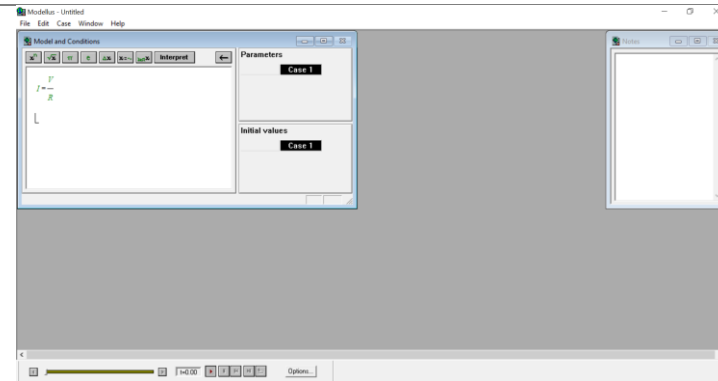 Modellus - Untitled
File Edit Case Window Help
Model and Conditions
Notes
Interpret
Parameters
Case 1
I = V
R
Initial values
Case 1
t=0.00
Options...